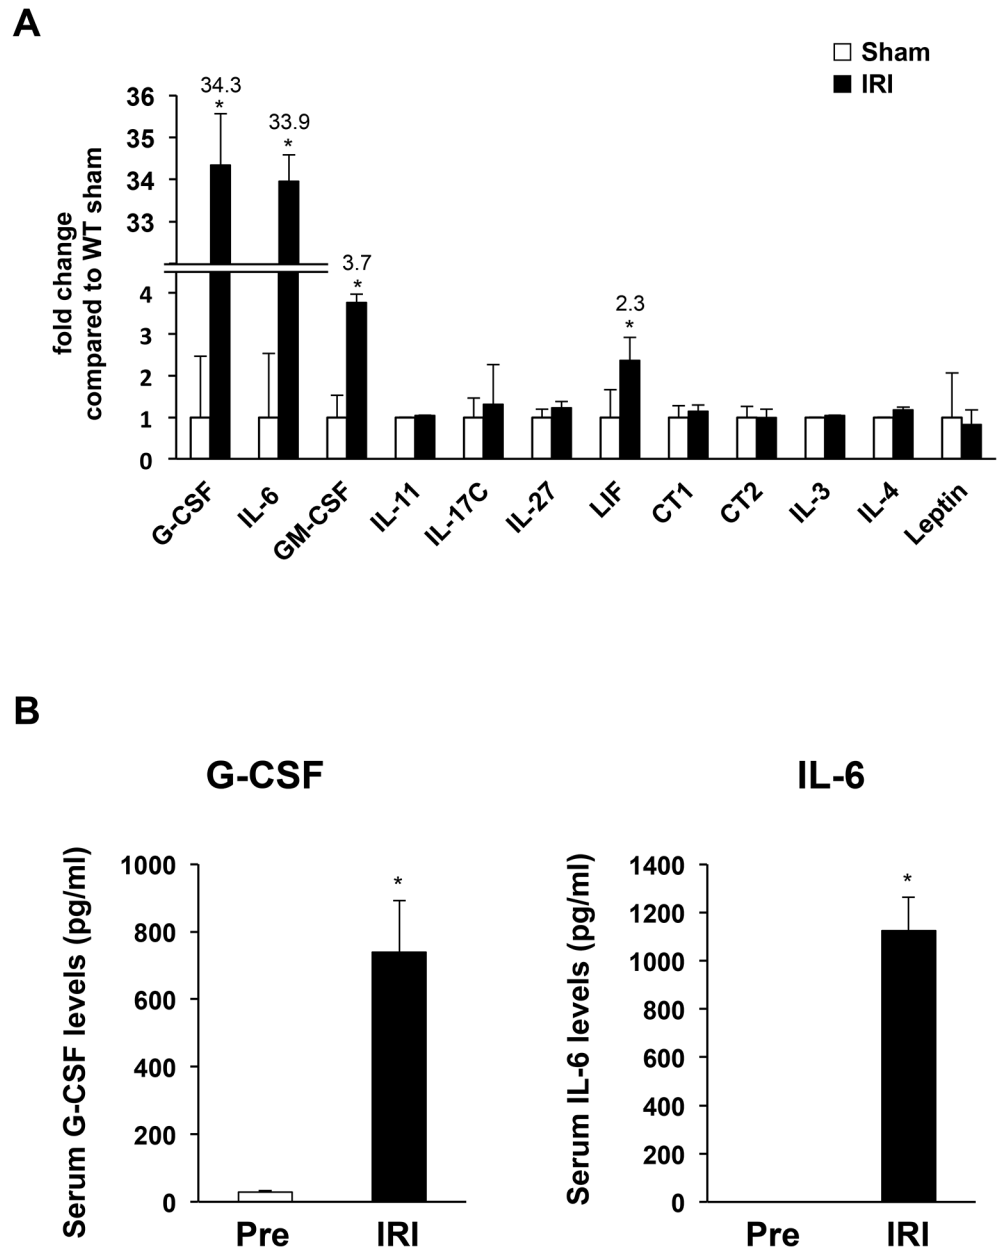 A
Sham
IRI
fold change
compared to WT sham
36
35
34
33
4
3
2
1
0
34.3
*
33.9
*
3.7
*
2.3
*
G-CSF
IL-6
GM-CSF
IL-11
IL-17C
IL-27
LIF
CT1
CT2
IL-3
IL-4
Leptin
B
G-CSF
Serum G-CSF levels (pg/ml)
1000
800
600
400
200
0
*
Pre
IRI
IL-6
Serum IL-6 levels (pg/ml)
1400
1200
1000
800
600
400
200
0
*
Pre
IRI